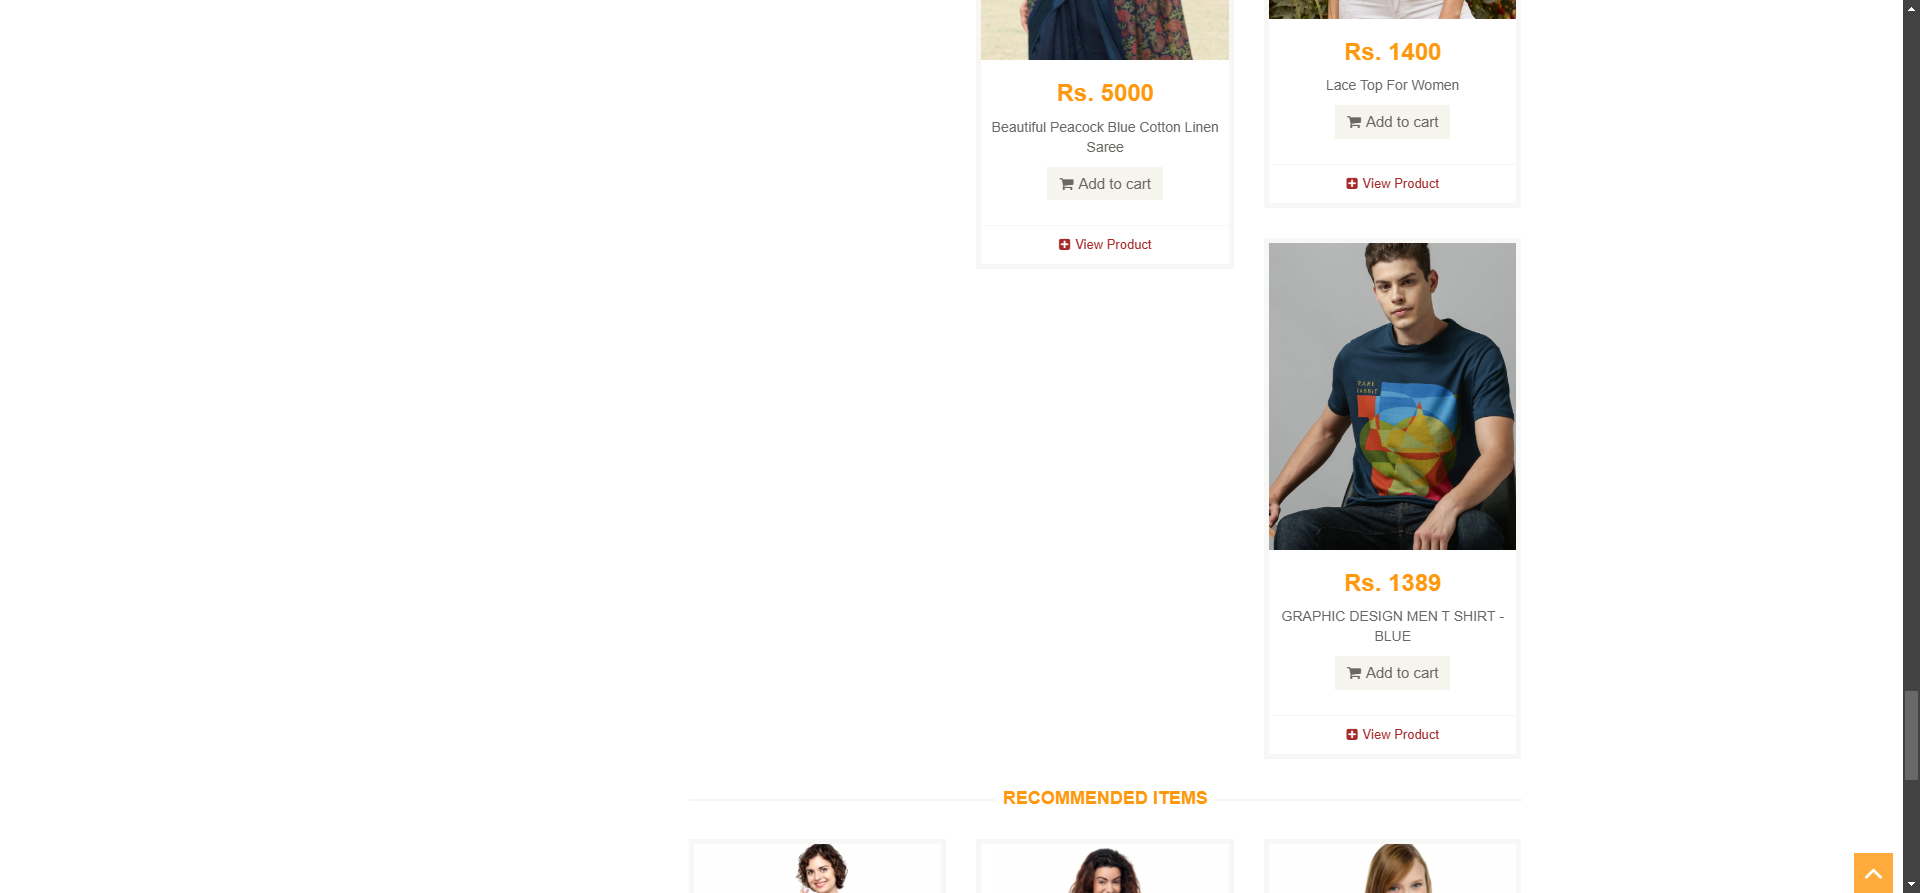 Rs. 5000
Beautiful Peacock Blue Cotton Linen
Saree
Add to cart
View Product
Rs. 1400
Lace Top For Women
Add to cart
View Product
RARE
RABBIT
Rs. 1389
GRAPHIC DESIGN MEN T SHIRT -
BLUE
Add to cart
View Product
RECOMMENDED ITEMS